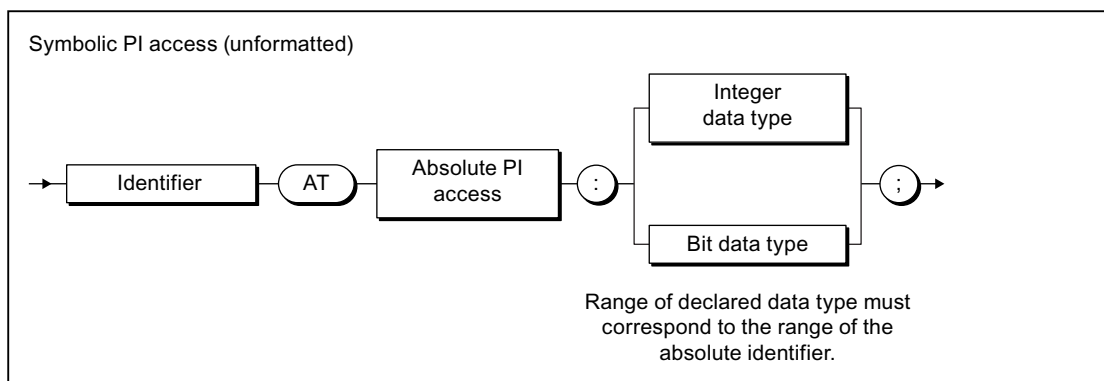 Symbolic PI access (unformatted)
Integer
data type
Identifier
AT
Absolute PI
access
:
;
Bit data type
Range of declared data type must
correspond to the range of the
absolute identifier.